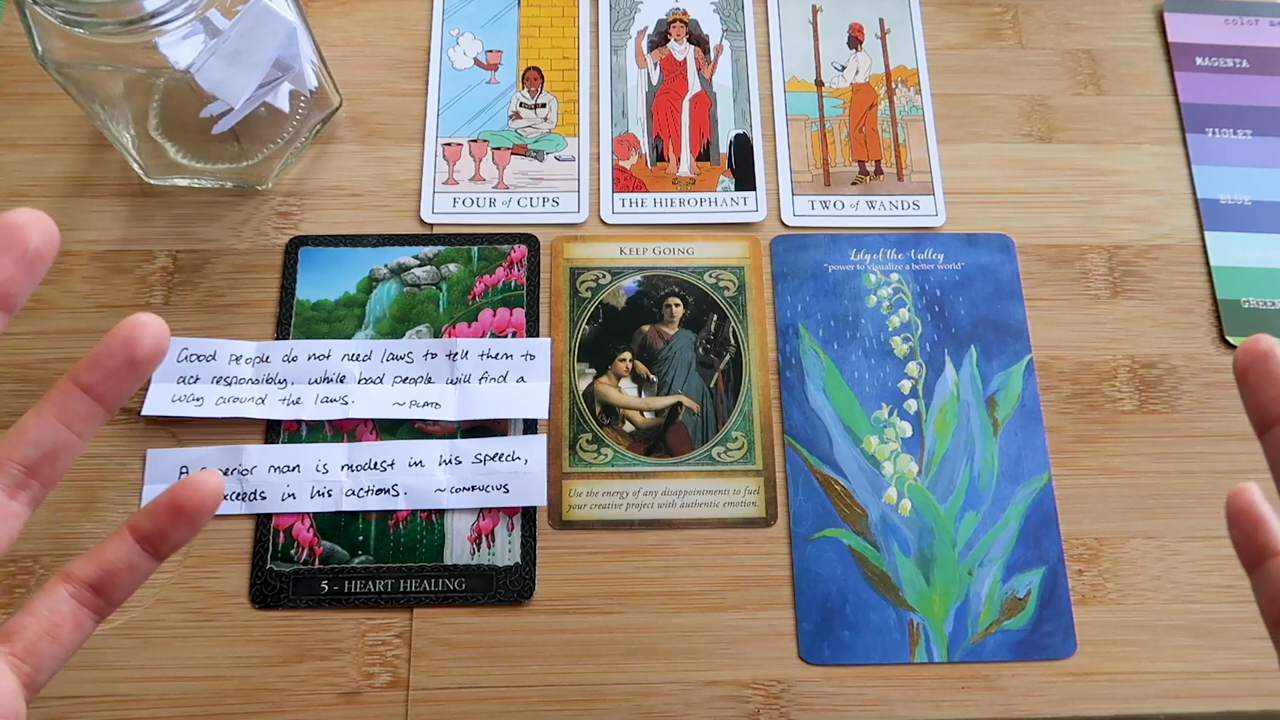 FOUR of CUPS
THE HIEROPHANT
TWO of WANDS
color
MAGENTA
VIOLET
BLUE
GREEN
Good people do not need laws to tell them to
act responsibly, while bad people will find a
way around the laws. ~PLATO
A man is modest in his speech,
exceeds in his actions. ~CONFUCIUS
5 - HEART HEALING
KEEP GOING
Use the energy of any disappointments to fuel
your creative project with authentic emotion.
Lily of the Valley
"power to visualize a better world"